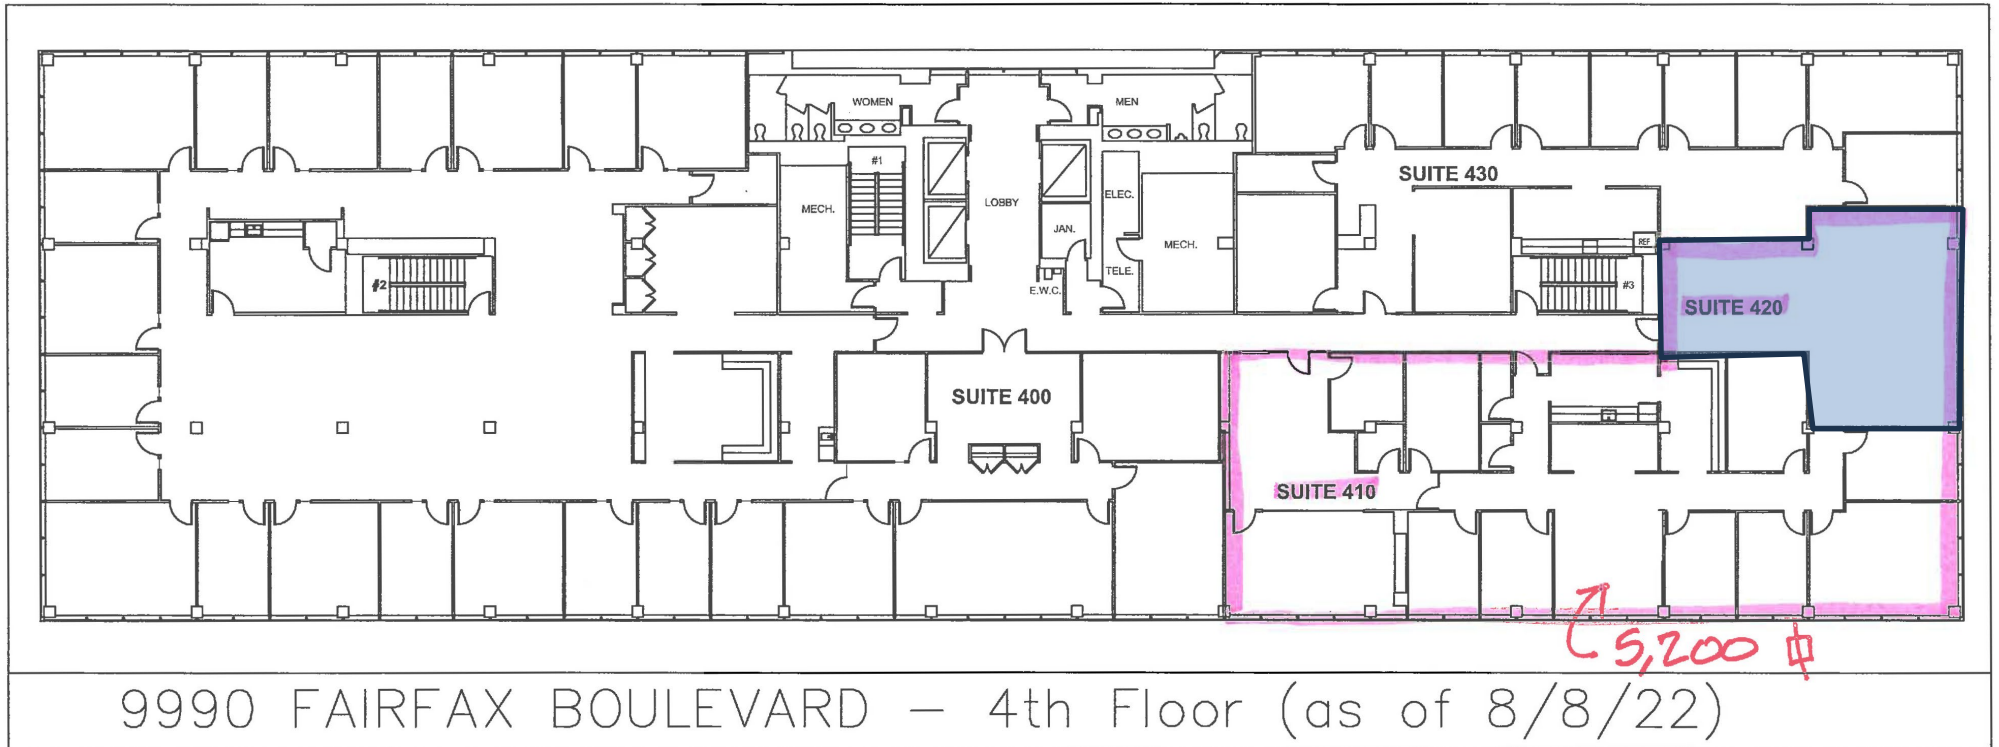 WOMEN
MEN
#1
SUITE 430
MECH.
LOBBY
ELEC.
JAN.
MECH.
REF
TELE.
#2
#3
E.W.C.
SUITE 420
SUITE 400
SUITE 410
5,200
9990 FAIRFAX BOULEVARD – 4th Floor (as of 8/8/22)